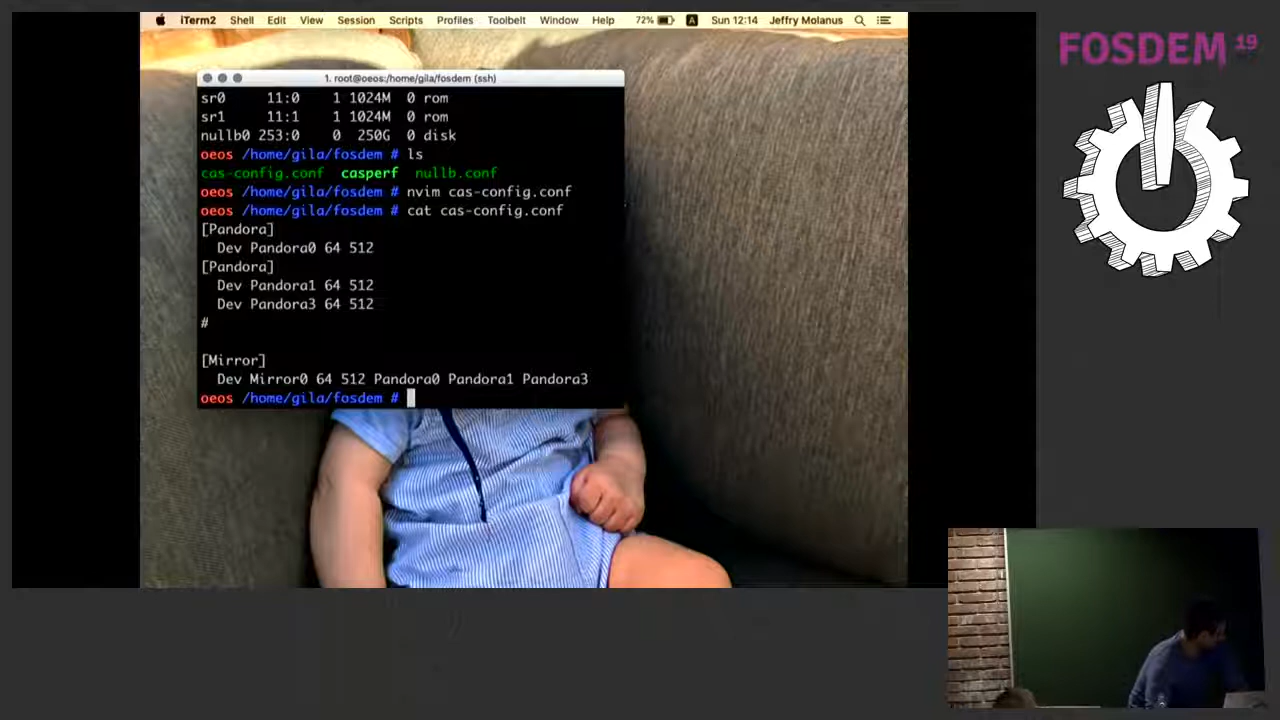 iTerm2 Shell Edit View Session Scripts Profiles Toolbelt Window Help 72% A Sun 12:14 Jeffry Molanus
FOSDEM 19
1. root@oeos:/home/gila/fosdem (ssh)
sr0 11:0 1 1024M 0 rom
sr1 11:1 1 1024M 0 rom
nullb0 253:0 0 250G 0 disk
oeos /home/gila/fosdem # ls
cas-config.conf casperf nullb.conf
oeos /home/gila/fosdem # nvim cas-config.conf
oeos /home/gila/fosdem # cat cas-config.conf
[Pandora]
Dev Pandora0 64 512
[Pandora]
Dev Pandora1 64 512
Dev Pandora3 64 512
#
[Mirror]
Dev Mirror0 64 512 Pandora0 Pandora1 Pandora3
oeos /home/gila/fosdem #